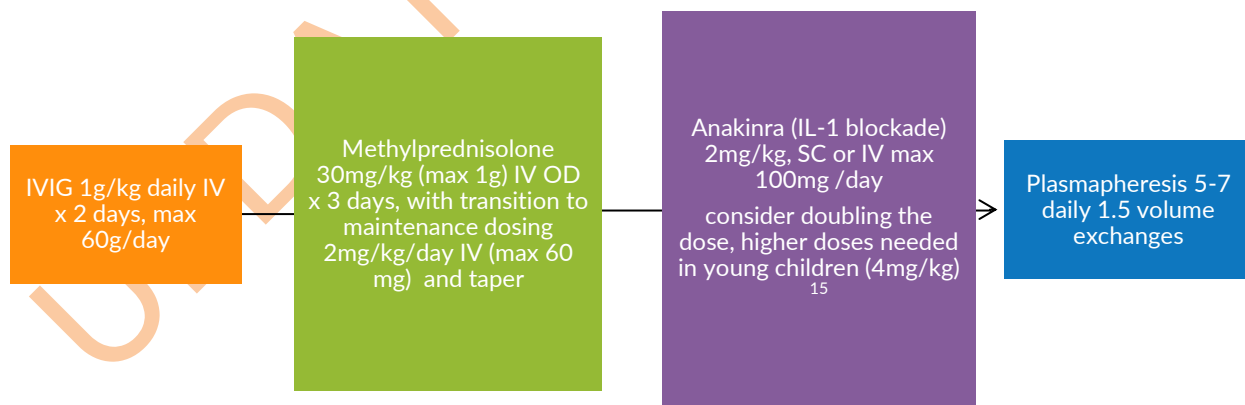 IVIG 1g/kg daily IV
x 2 days, max
60g/day
Methylprednisolone
30mg/kg (max 1g) IV OD
x 3 days, with transition to
maintenance dosing
2mg/kg/day IV (max 60
mg) and taper
Anakinra (IL-1 blockade)
2mg/kg, SC or IV max
100mg /day
consider doubling the
dose, higher doses needed
in young children (4mg/kg)
15
Plasmapheresis 5-7
daily 1.5 volume
exchanges